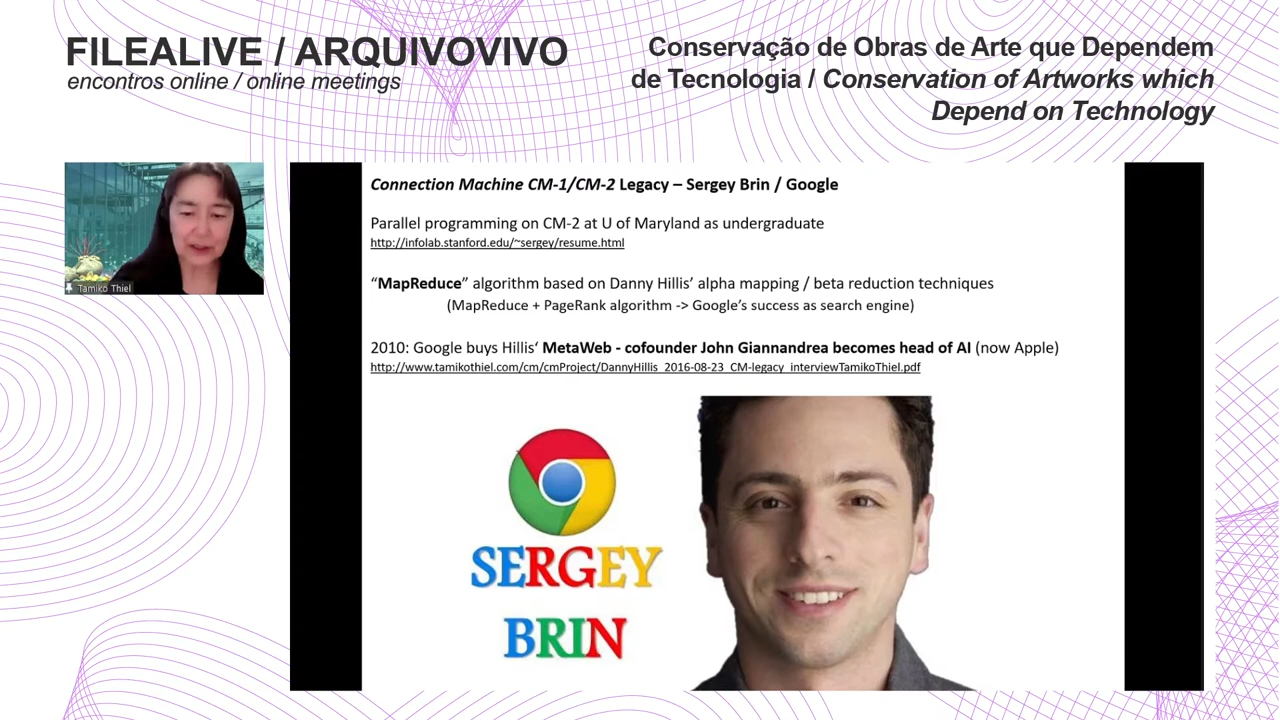 FILEALIVE / ARQUIVOVIVO
encontros online / online meetings
Conservação de Obras de Arte que Dependem
de Tecnologia / Conservation of Artworks which
Depend on Technology
Tamiko Thiel
Connection Machine CM-1/CM-2 Legacy – Sergey Brin / Google
Parallel programming on CM-2 at U of Maryland as undergraduate
http://infolab.stanford.edu/~sergey/resume.html
“MapReduce” algorithm based on Danny Hillis’ alpha mapping / beta reduction techniques
(MapReduce + PageRank algorithm -> Google’s success as search engine)
2010: Google buys Hillis‘ MetaWeb - cofounder John Giannandrea becomes head of AI (now Apple)
http://www.tamikothiel.com/cm/cmProject/DannyHillis_2016-08-23_CM-legacy_interviewTamikoThiel.pdf
SERGEY
BRIN